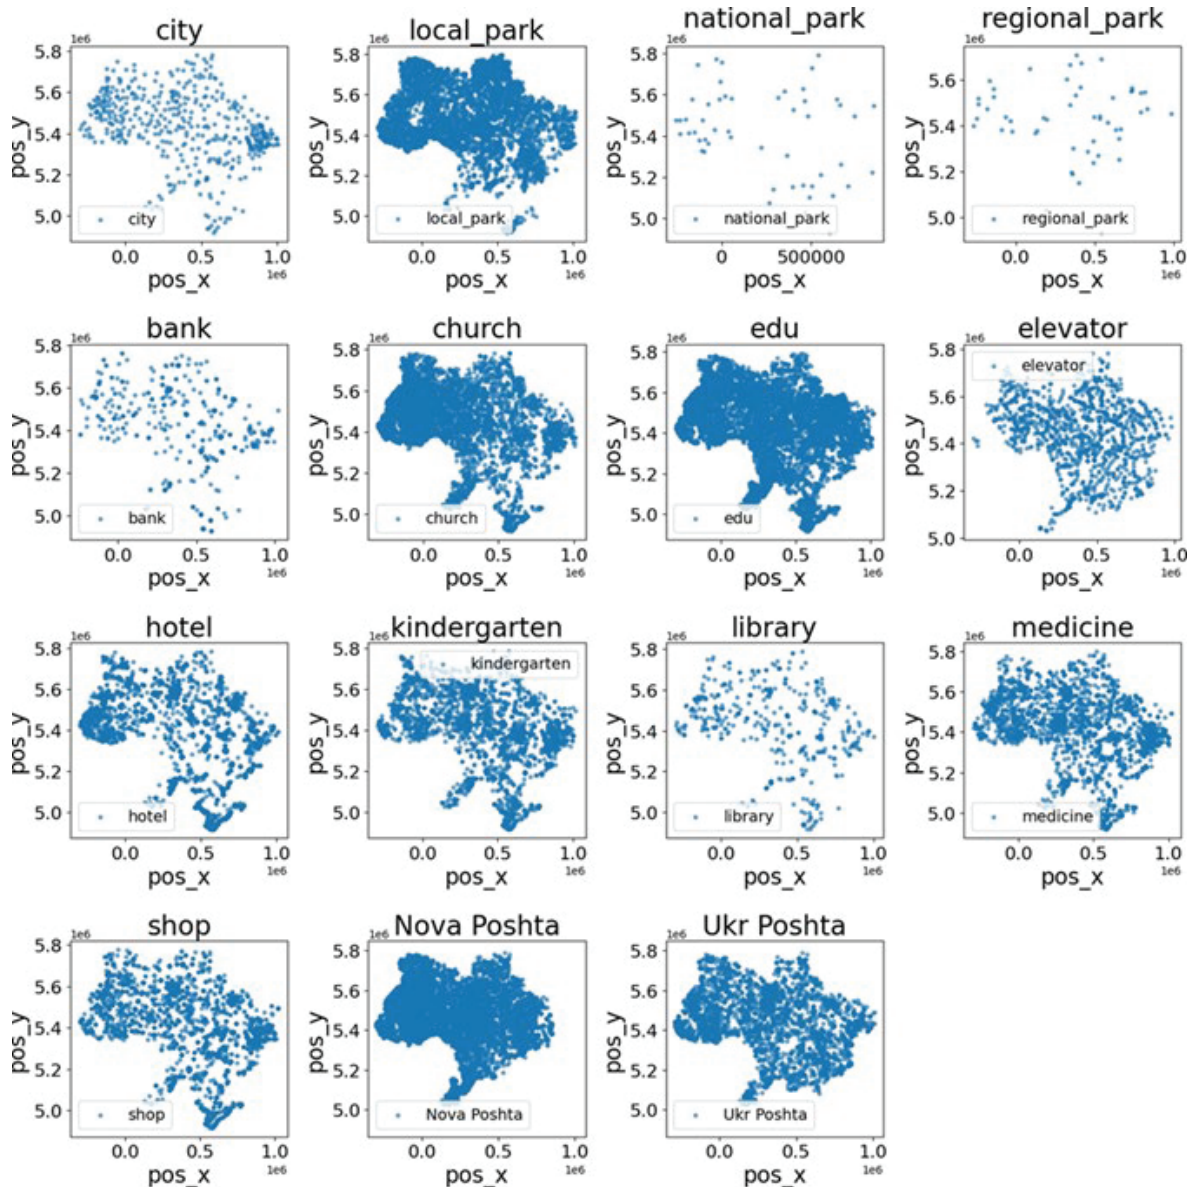 city
1e6
pos_y
5.8
5.6
5.4
5.2
5.0
city
0.0 0.5 1.0
1e6
pos_x
local_park
1e6
pos_y
5.8
5.6
5.4
5.2
5.0
local_park
0.0 0.5 1.0
1e6
pos_x
national_park
1e6
pos_y
5.8
5.6
5.4
5.2
5.0
national_park
0 500000
pos_x
regional_park
1e6
pos_y
5.6
5.4
5.2
5.0
regional_park
0.0 0.5 1.0
1e6
pos_x
bank
1e6
pos_y
5.8
5.6
5.4
5.2
5.0
bank
0.0 0.5 1.0
1e6
pos_x
church
1e6
pos_y
5.8
5.6
5.4
5.2
5.0
church
0.0 0.5 1.0
1e6
pos_x
edu
1e6
pos_y
5.8
5.6
5.4
5.2
5.0
edu
0.0 0.5 1.0
1e6
pos_x
elevator
1e6
pos_y
5.8
5.6
5.4
5.2
5.0
elevator
0.0 0.5 1.0
1e6
pos_x
hotel
1e6
pos_y
5.8
5.6
5.4
5.2
5.0
hotel
0.0 0.5 1.0
1e6
pos_x
kindergarten
1e6
pos_y
5.8
5.6
5.4
5.2
5.0
kindergarten
0.0 0.5 1.0
1e6
pos_x
library
1e6
pos_y
5.8
5.6
5.4
5.2
5.0
library
0.0 0.5 1.0
1e6
pos_x
medicine
1e6
pos_y
5.8
5.6
5.4
5.2
5.0
medicine
0.0 0.5 1.0
1e6
pos_x
shop
1e6
pos_y
5.8
5.6
5.4
5.2
5.0
shop
0.0 0.5 1.0
1e6
pos_x
Nova Poshta
1e6
pos_y
5.8
5.6
5.4
5.2
5.0
Nova Poshta
0.0 0.5 1.0
1e6
pos_x
Ukr Poshta
1e6
pos_y
5.8
5.6
5.4
5.2
5.0
Ukr Poshta
0.0 0.5 1.0
1e6
pos_x